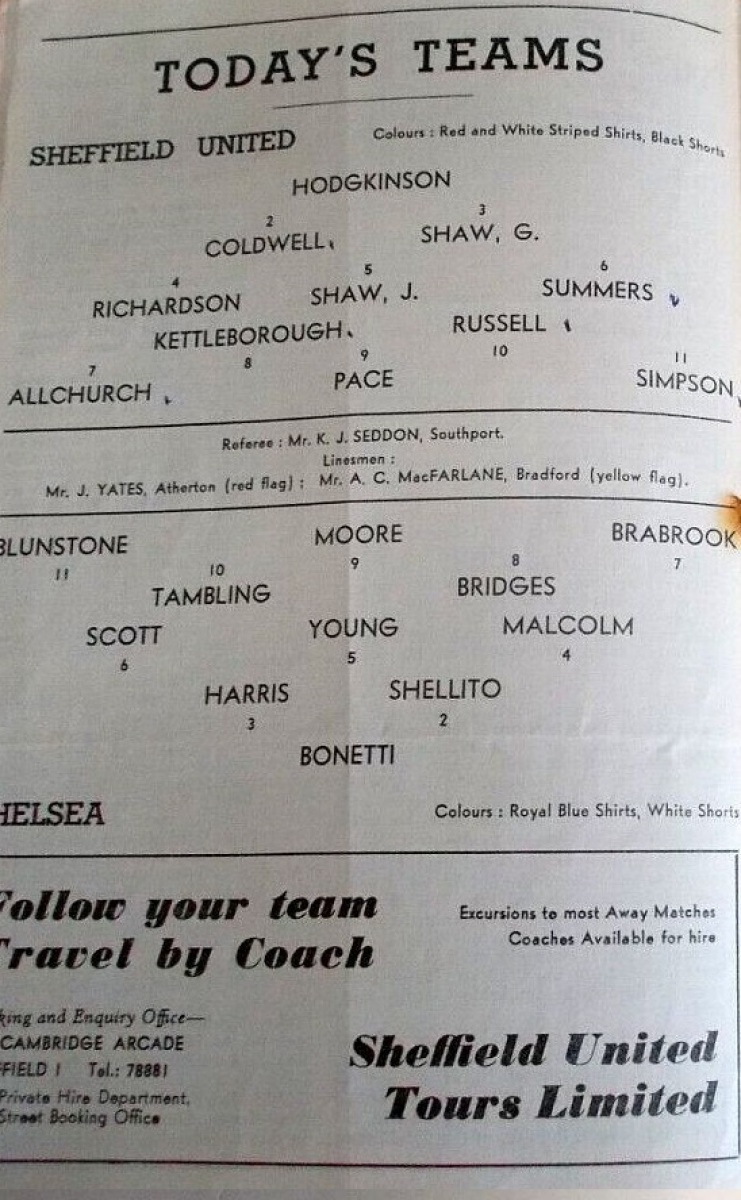 TODAY'S TEAMS
SHEFFIELD UNITED Colours : Red and White Striped Shirts, Black Shorts
HODGKINSON
2 3
COLDWELL SHAW, G.
4 5 6
RICHARDSON SHAW, J. SUMMERS
KETTLEBOROUGH RUSSELL
7 8 9 10 11
ALLCHURCH PACE SIMPSON
Referee : Mr. K. J. SEDDON, Southport.
Linesmen :
Mr. J. YATES, Atherton (red flag) ; Mr. A. C. MacFARLANE, Bradford (yellow flag).
BLUNSTONE MOORE BRABROOK
11 10 9 8 7
TAMBLING BRIDGES
SCOTT YOUNG MALCOLM
6 5 4
HARRIS SHELLITO
3 2
BONETTI
HELSEA Colours : Royal Blue Shirts, White Shorts
Follow your team
Travel by Coach
Excursions to most Away Matches
Coaches Available for hire
king and Enquiry Office—
CAMBRIDGE ARCADE
FIELD 1 Tel.: 78881
Private Hire Department,
Street Booking Office
Sheffield United
Tours Limited